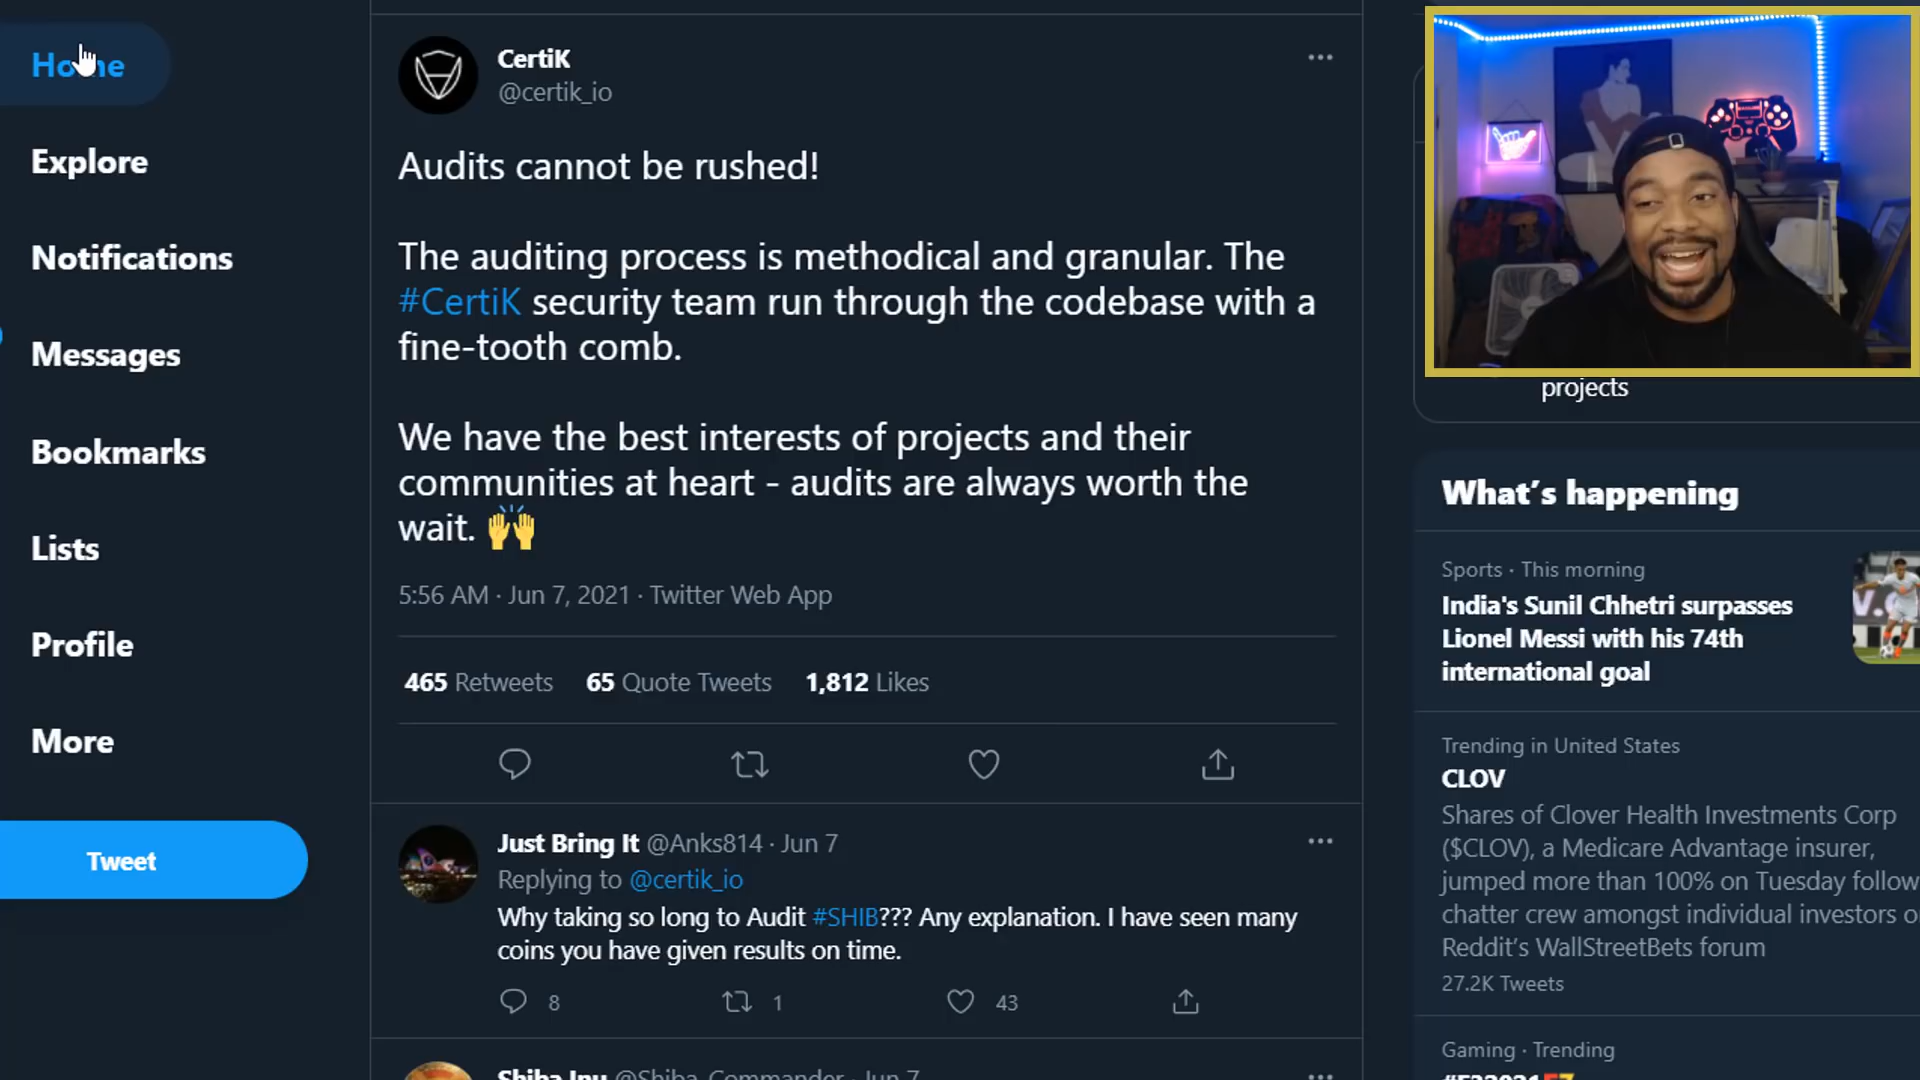 Home
Explore
Notifications
Messages
Bookmarks
Lists
Profile
More
Tweet
CertiK
@certik_io
Audits cannot be rushed!
The auditing process is methodical and granular. The
#CertiK security team run through the codebase with a
fine-tooth comb.
We have the best interests of projects and their
communities at heart - audits are always worth the
wait. 🙌
5:56 AM · Jun 7, 2021 · Twitter Web App
465 Retweets 65 Quote Tweets 1,812 Likes
Just Bring It @Anks814 · Jun 7
Replying to @certik_io
Why taking so long to Audit #SHIB??? Any explanation. I have seen many
coins you have given results on time.
8 1 43
Shiba Inu @Shiba_Commander · Jun 7
projects
What's happening
Sports · This morning
India's Sunil Chhetri surpasses
Lionel Messi with his 74th
international goal
Trending in United States
CLOV
Shares of Clover Health Investments Corp
($CLOV), a Medicare Advantage insurer,
jumped more than 100% on Tuesday follow
chatter crew amongst individual investors o
Reddit's WallStreetBets forum
27.2K Tweets
Gaming · Trending